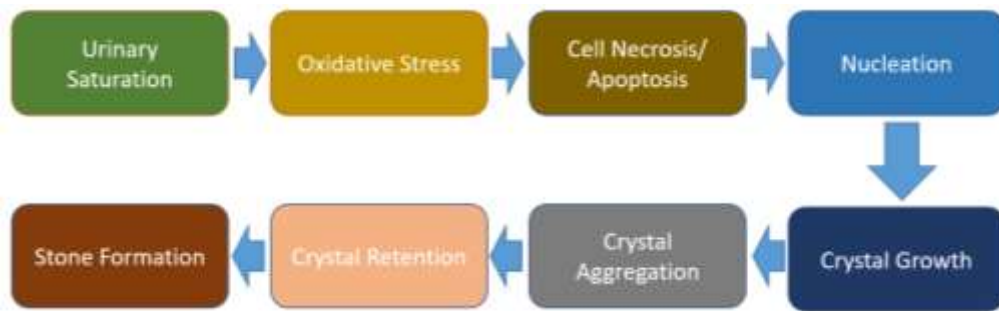 Urinary
Saturation
Oxidative Stress
Cell Necrosis/
Apoptosis
Nucleation
Crystal Growth
Crystal
Aggregation
Crystal Retention
Stone Formation